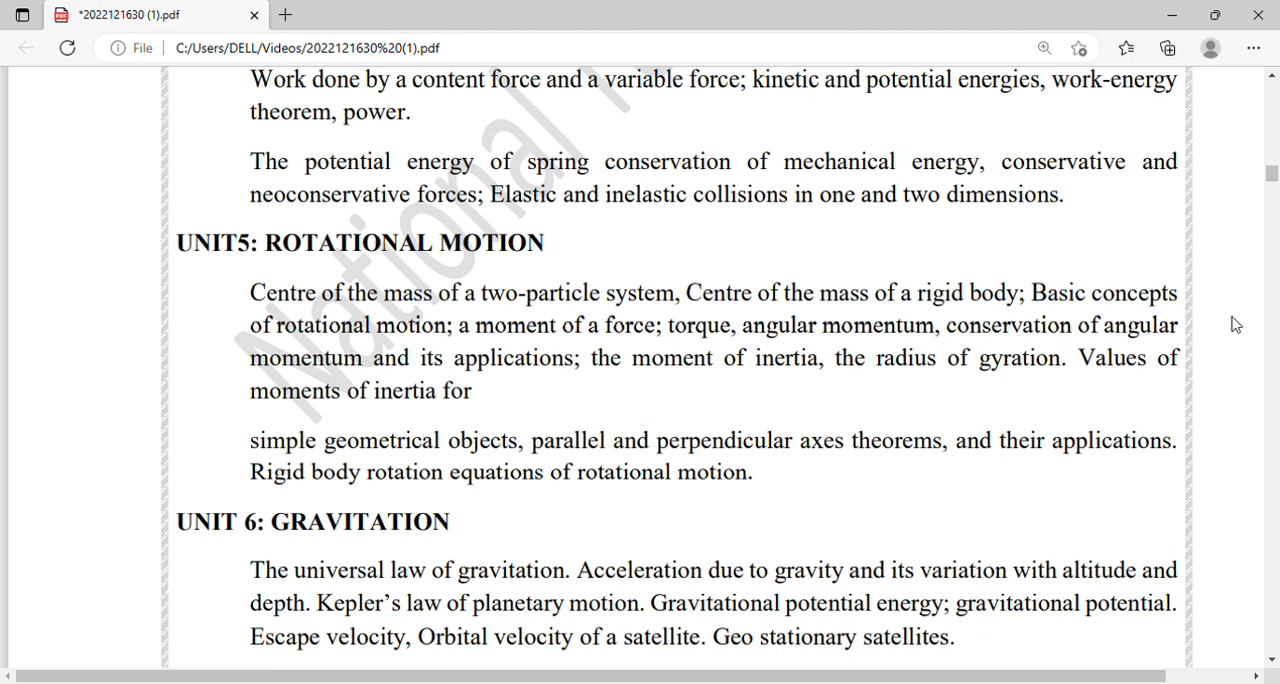 *2022121630 (1).pdf
File
C:/Users/DELL/Videos/2022121630%20(1).pdf
Work done by a content force and a variable force; kinetic and potential energies, work-energy
theorem, power.
The potential energy of spring conservation of mechanical energy, conservative and
neoconservative forces; Elastic and inelastic collisions in one and two dimensions.
UNIT5: ROTATIONAL MOTION
Centre of the mass of a two-particle system, Centre of the mass of a rigid body; Basic concepts
of rotational motion; a moment of a force; torque, angular momentum, conservation of angular
momentum and its applications; the moment of inertia, the radius of gyration. Values of
moments of inertia for
simple geometrical objects, parallel and perpendicular axes theorems, and their applications.
Rigid body rotation equations of rotational motion.
UNIT 6: GRAVITATION
The universal law of gravitation. Acceleration due to gravity and its variation with altitude and
depth. Kepler’s law of planetary motion. Gravitational potential energy; gravitational potential.
Escape velocity, Orbital velocity of a satellite. Geo stationary satellites.
National